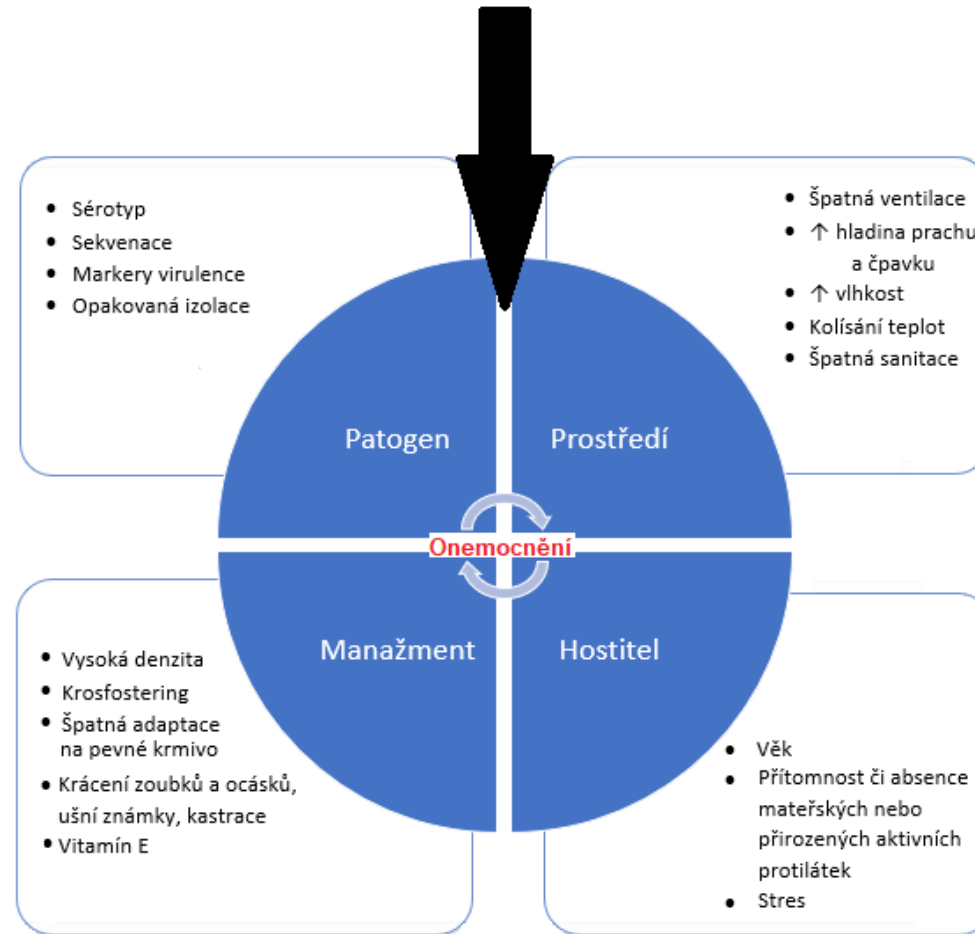 • Sérotyp
• Sekvenace
• Markery virulence
• Opakovaná izolace
• Špatná ventilace
• ↑ hladina prachu
a čpavku
• ↑ vlhkost
• Kolísání teplot
• Špatná sanitace
Patogen
Prostředí
Onemocnění
Manažment
Hostitel
• Vysoká denzita
• Krosfostering
• Špatná adaptace
na pevné krmivo
• Krácení zoubků a ocásků,
ušní známky, kastrace
• Vitamín E
• Věk
• Přítomnost či absence
mateřských nebo
přirozených aktivních
protilátek
• Stres